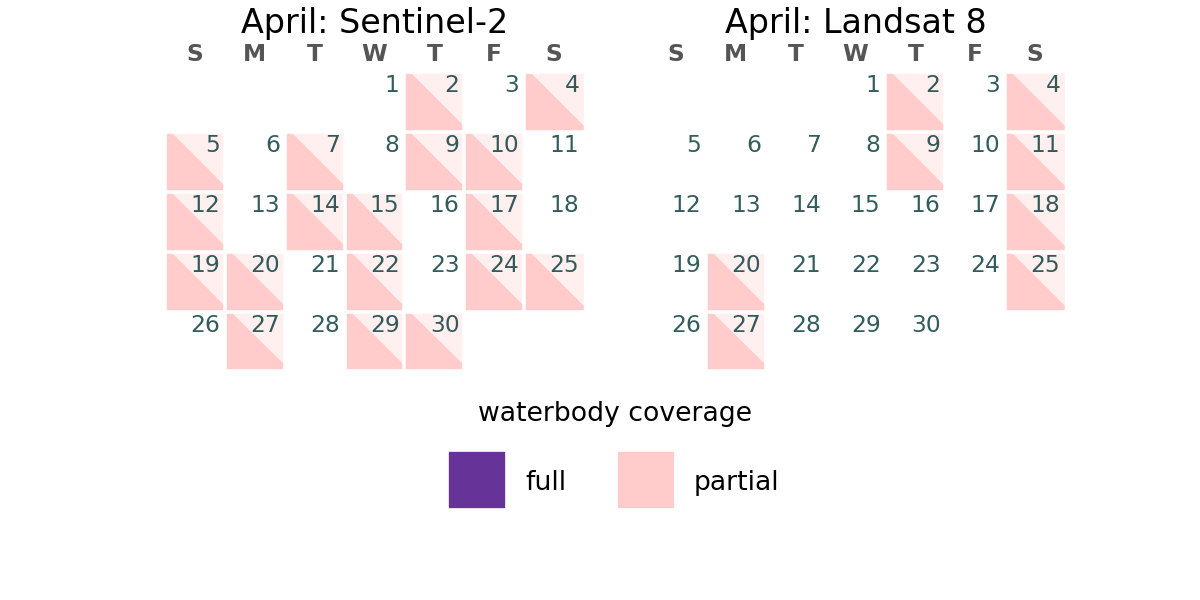 April: Sentinel-2
S M T W T F S
1 2 3 4
5 6 7 8 9 10 11
12 13 14 15 16 17 18
19 20 21 22 23 24 25
26 27 28 29 30
April: Landsat 8
S M T W T F S
1 2 3 4
5 6 7 8 9 10 11
12 13 14 15 16 17 18
19 20 21 22 23 24 25
26 27 28 29 30
waterbody coverage
full partial